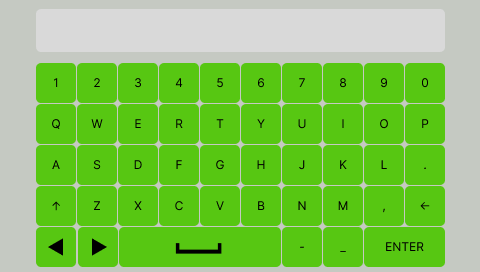 1 2 3 4 5 6 7 8 9 0
Q W E R T Y U I O P
A S D F G H J K L .
↑ Z X C V B N M , ←
- _ ENTER